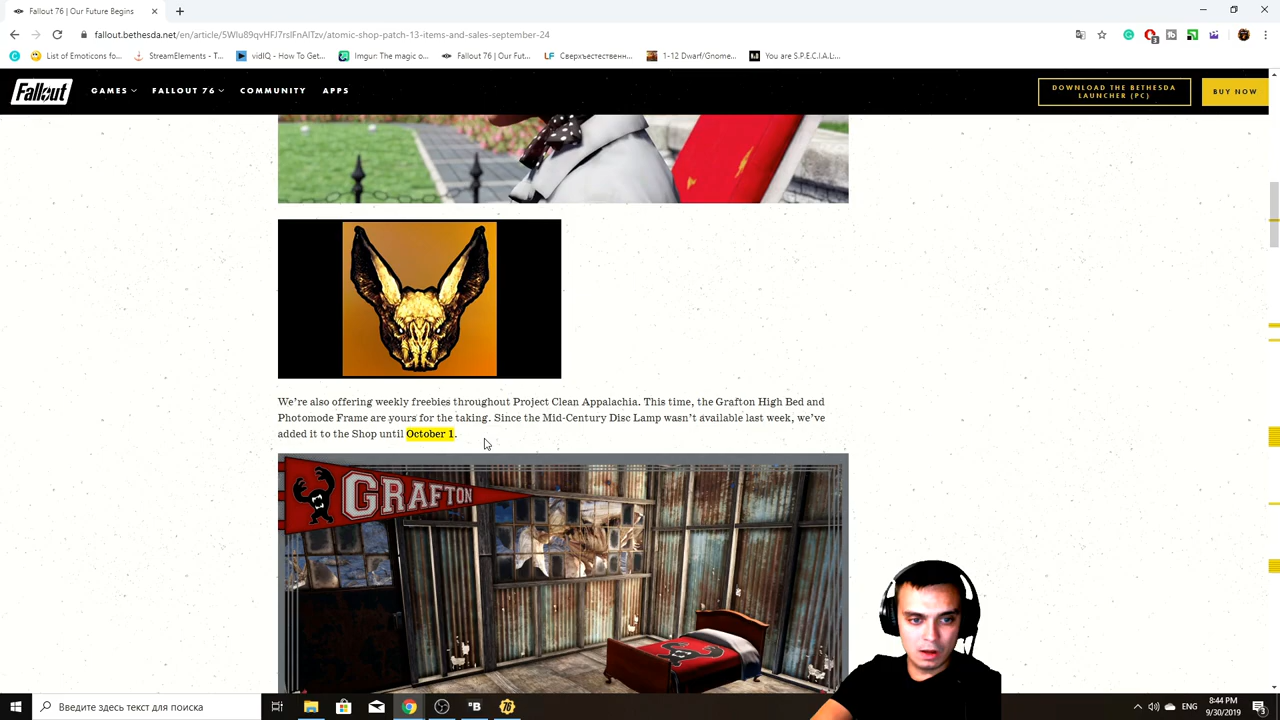 Fallout 76 | Our Future Begins
fallout.bethesda.net/en/article/5Wlu89qvHFJ7rsIFnAlTzv/atomic-shop-patch-13-items-and-sales-september-24
List of Emoticons fo...
StreamElements - T...
vidIQ - How To Get...
Imgur: The magic o...
Fallout 76 | Our Fut...
Сверхъестественн...
1-12 Dwarf/Gnome...
You are S.P.E.C.I.A.L:...
Fallout
GAMES
FALLOUT 76
COMMUNITY
APPS
DOWNLOAD THE BETHESDA
LAUNCHER (PC)
BUY NOW
We're also offering weekly freebies throughout Project Clean Appalachia. This time, the Grafton High Bed and
Photomode Frame are yours for the taking. Since the Mid-Century Disc Lamp wasn't available last week, we've
added it to the Shop until October 1.
GRAFTON
Введите здесь текст для поиска
ENG
8:44 PM
9/30/2019